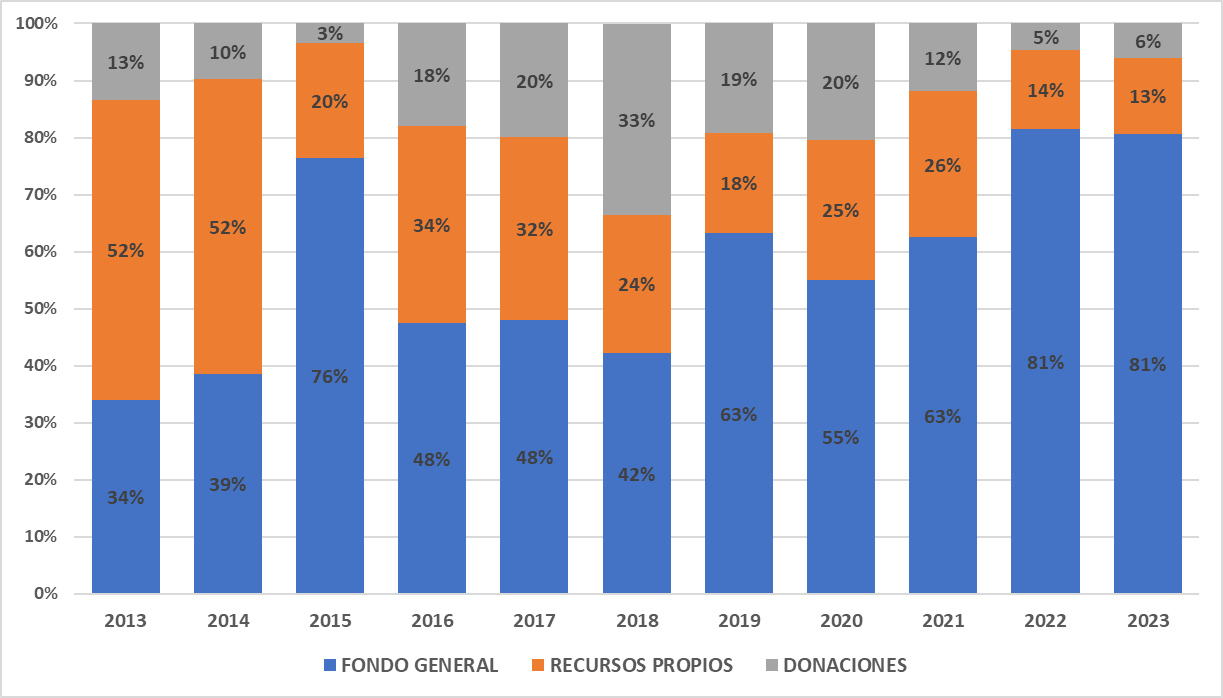 100%
90%
80%
70%
60%
50%
40%
30%
20%
10%
0%
13% 10% 3% 18% 20% 33% 19% 20% 12% 5% 6%
52% 52% 20% 34% 32% 24% 18% 25% 26% 14% 13%
34% 39% 76% 48% 48% 42% 63% 55% 63% 81% 81%
2013 2014 2015 2016 2017 2018 2019 2020 2021 2022 2023
FONDO GENERAL RECURSOS PROPIOS DONACIONES